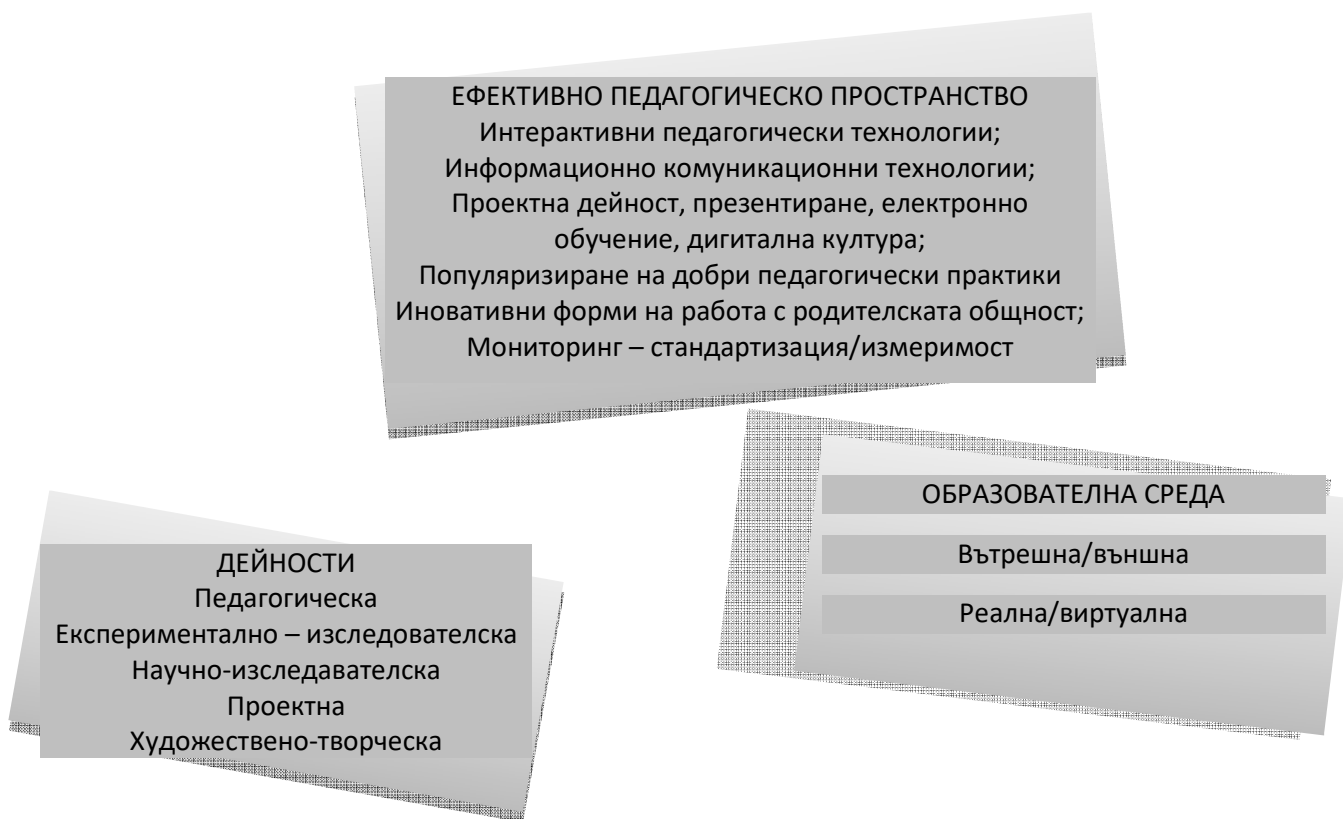 ЕФЕКТИВНО ПЕДАГОГИЧЕСКО ПРОСТРАНСТВО
Интерактивни педагогически технологии;
Информационно комуникационни технологии;
Проектна дейност, презентиране, електронно
обучение, дигитална култура;
Популяризиране на добри педагогически практики
Иновативни форми на работа с родителската общност;
Мониторинг – стандартизация/измеримост
ОБРАЗОВАТЕЛНА СРЕДА
Вътрешна/външна
Реална/виртуална
ДЕЙНОСТИ
Педагогическа
Експериментално – изследователска
Научно-изследавателска
Проектна
Художествено-творческа